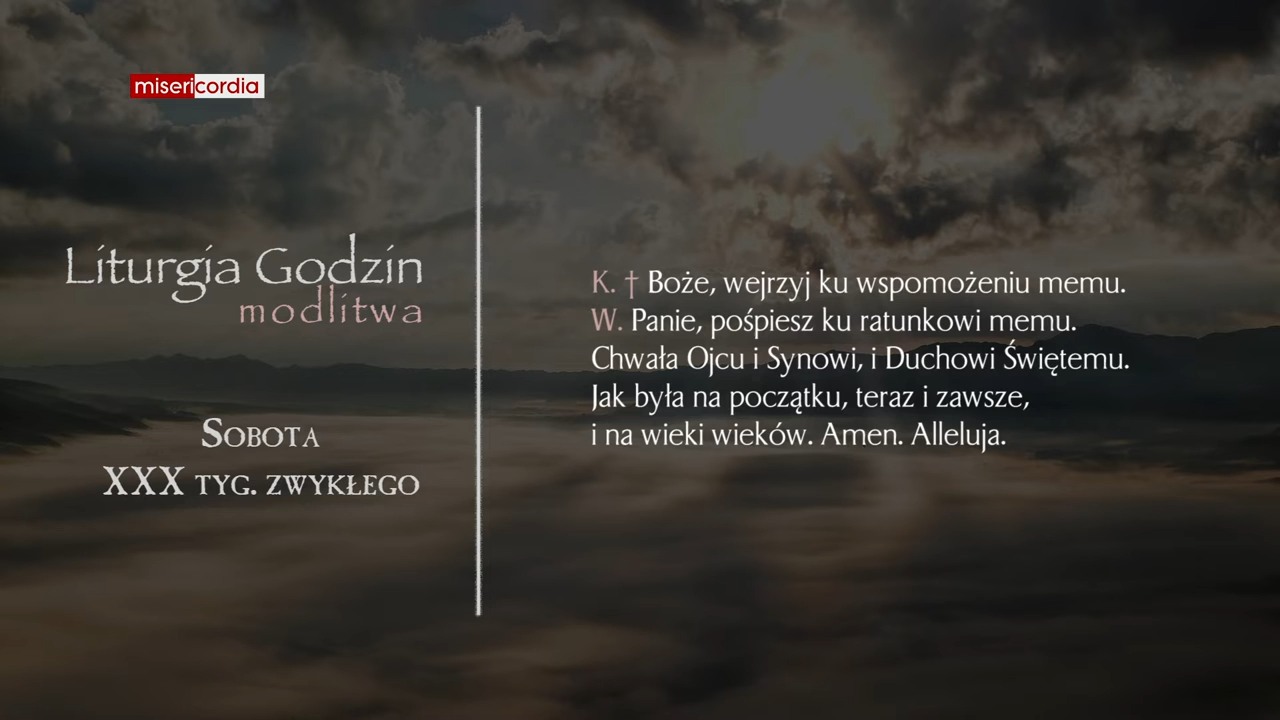 misericordia
Liturgia Godzin
modlitwa
Sobota
XXX tyg. zwykłego
K. † Boże, wejrzyj ku wspomożeniu memu.
W. Panie, pośpiesz ku ratunkowi memu.
Chwała Ojcu i Synowi, i Duchowi Świętemu.
Jak była na początku, teraz i zawsze,
i na wieki wieków. Amen. Alleluja.